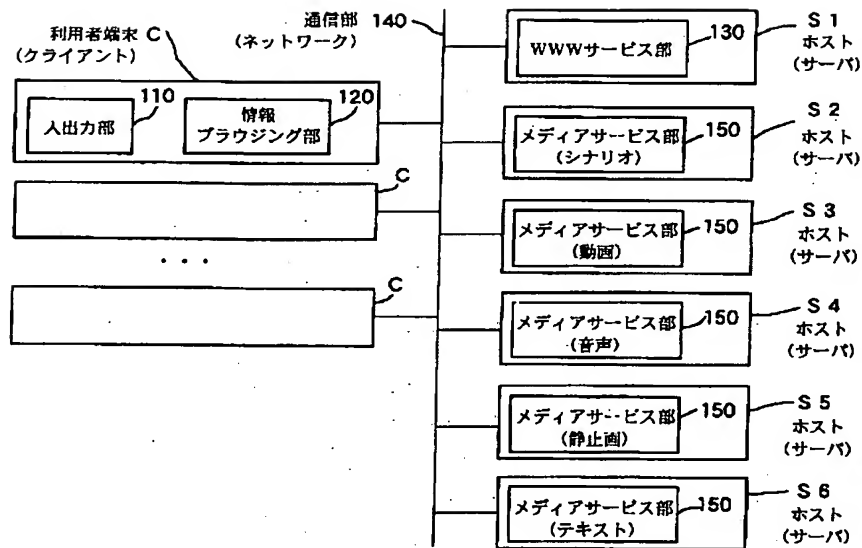 利用者端末 C
(クライアント)
110
入出力部
120
情報
ブラウジング部
C
・・・
C
通信部 140
(ネットワーク)
WWWサービス部
130
S1
ホスト
(サーバ)
メディアサービス部
(シナリオ)
150
S2
ホスト
(サーバ)
メディアサービス部
(動画)
150
S3
ホスト
(サーバ)
メディアサービス部
(音声)
150
S4
ホスト
(サーバ)
メディアサービス部
(静止画)
150
S5
ホスト
(サーバ)
メディアサービス部
(テキスト)
150
S6
ホスト
(サーバ)